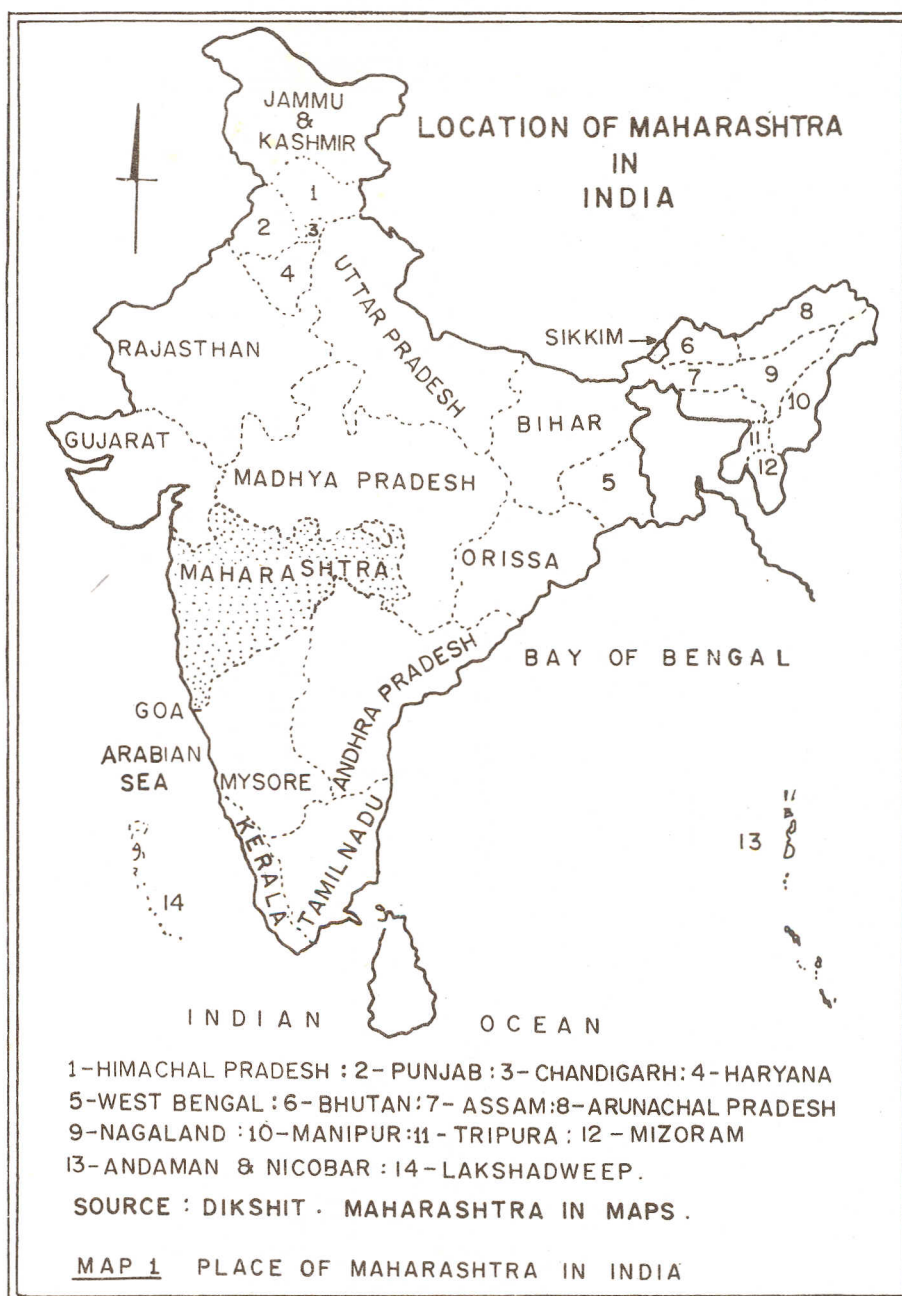 JAMMU
&
KASHMIR
LOCATION OF MAHARASHTRA
IN
INDIA
1
2
3
4
UTTAR PRADESH
RAJASTHAN
SIKKIM
6
8
7
9
10
11
12
BIHAR
GUJARAT
MADHYA PRADESH
5
MAHARASHTRA
ORISSA
BAY OF BENGAL
GOA
ARABIAN
SEA
MYSORE
ANDHRA PRADESH
KERALA
TAMILNADU
13
14
INDIAN OCEAN
1-HIMACHAL PRADESH : 2- PUNJAB : 3- CHANDIGARH: 4- HARYANA
5-WEST BENGAL : 6- BHUTAN: 7- ASSAM:8-ARUNACHAL PRADESH
9-NAGALAND :10-MANIPUR:11- TRIPURA : 12 - MIZORAM
13-ANDAMAN & NICOBAR : 14- LAKSHADWEEP.
SOURCE : DIKSHIT . MAHARASHTRA IN MAPS .
MAP 1 PLACE OF MAHARASHTRA IN INDIA